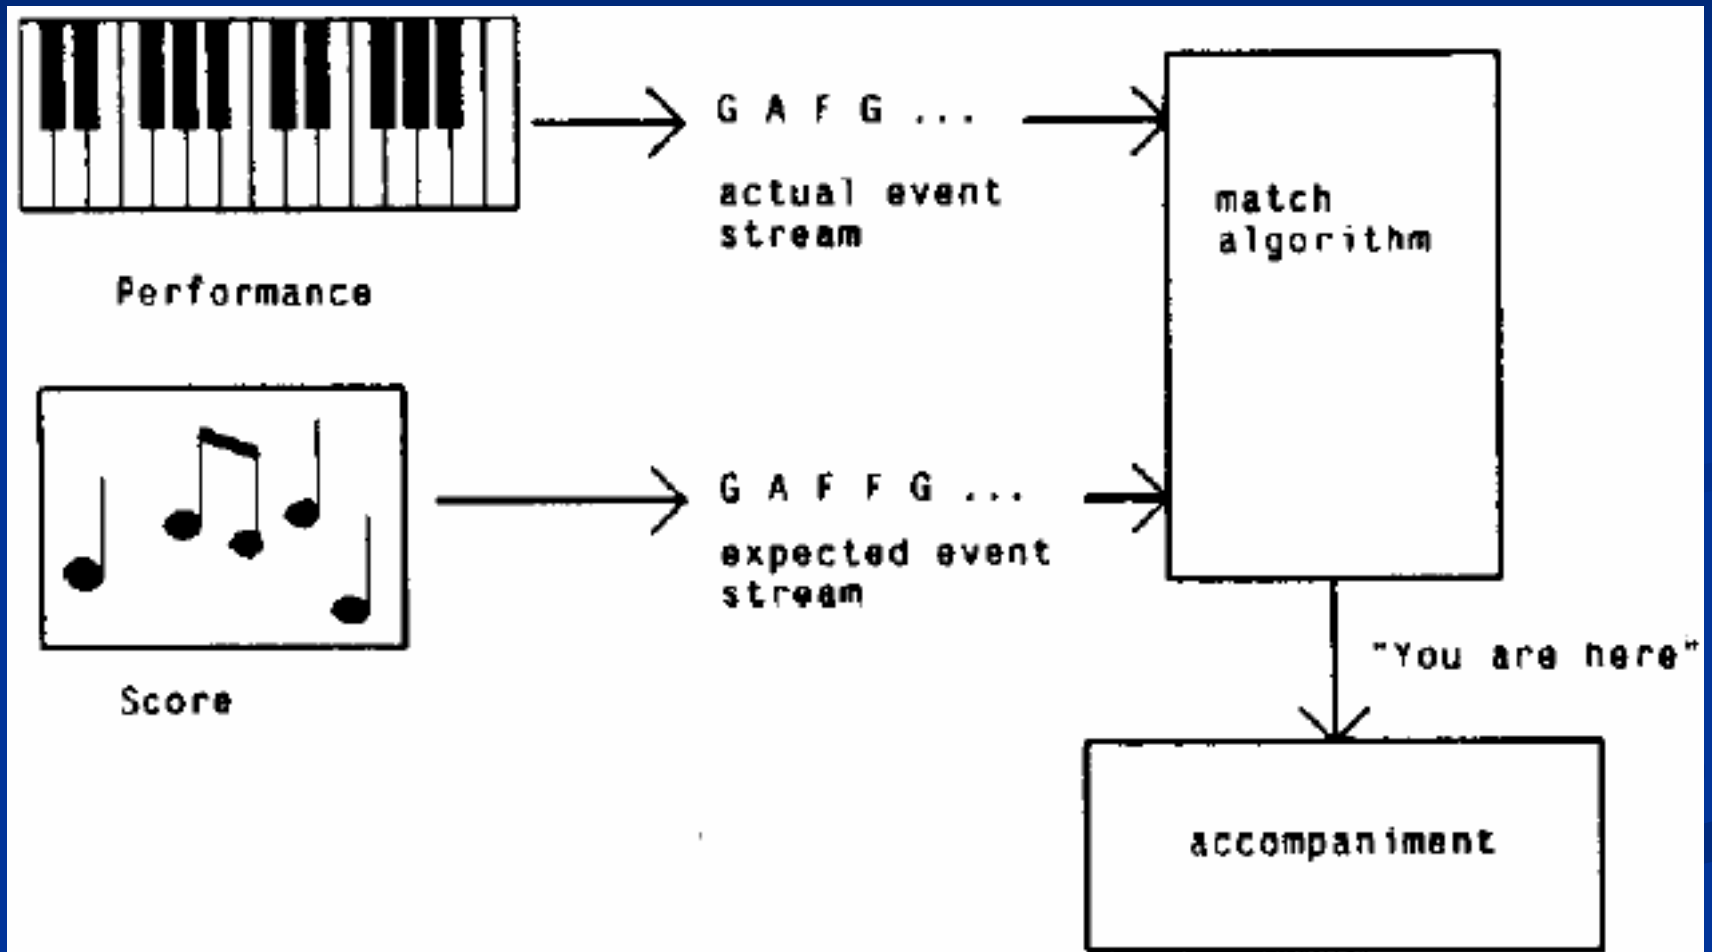 G A F G ...
actual event
stream
Performance
match
algorithm
G A F F G ...
expected event
stream
Score
"You are here"
accompaniment